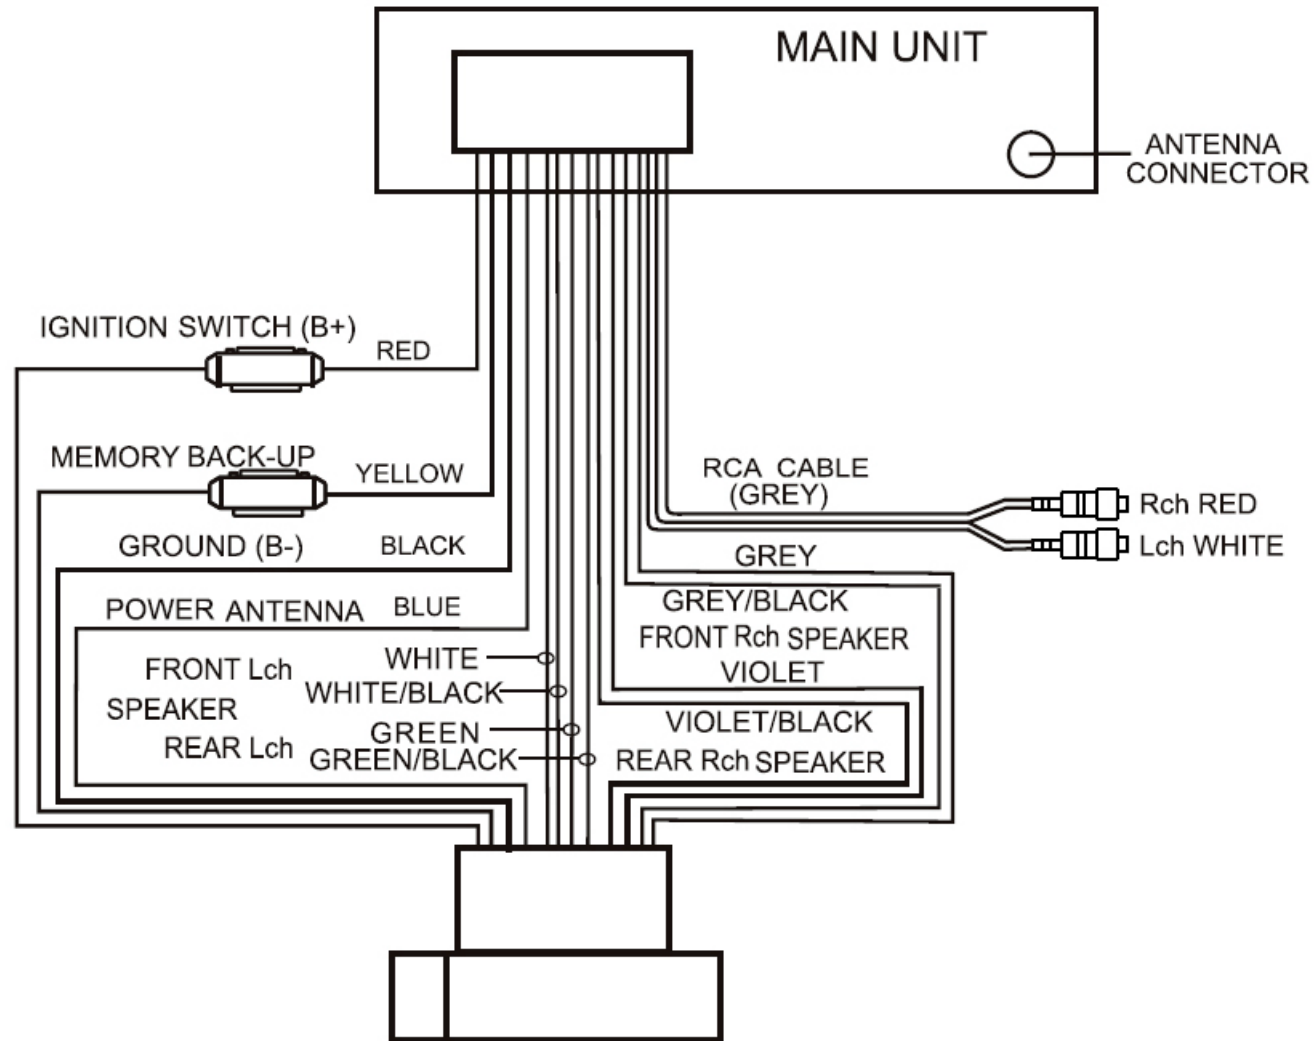 MAIN UNIT
ANTENNA
CONNECTOR
IGNITION SWITCH (B+)
RED
MEMORY BACK-UP
YELLOW
GROUND (B-)
BLACK
POWER ANTENNA
BLUE
FRONT Lch
SPEAKER
REAR Lch
WHITE
WHITE/BLACK
GREEN
GREEN/BLACK
RCA CABLE
(GREY)
Rch RED
Lch WHITE
GREY
GREY/BLACK
FRONT Rch SPEAKER
VIOLET
VIOLET/BLACK
REAR Rch SPEAKER